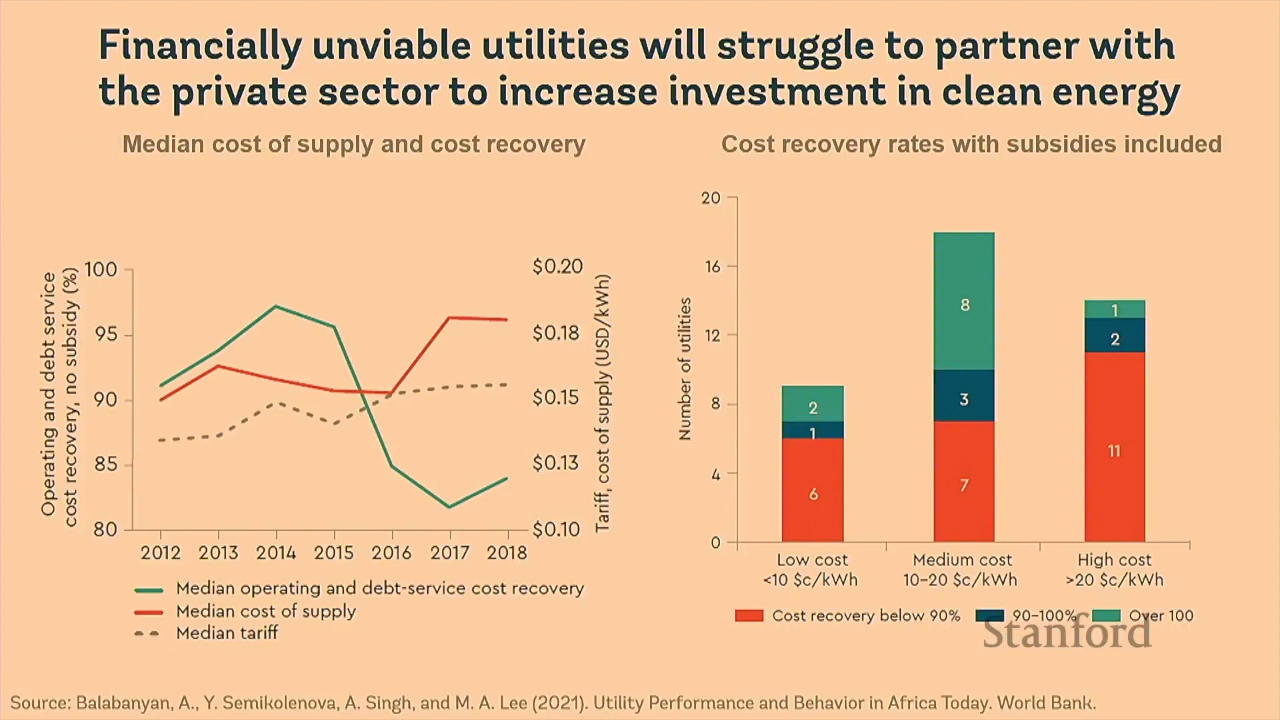 Financially unviable utilities will struggle to partner with
the private sector to increase investment in clean energy
Median cost of supply and cost recovery
Operating and debt service
cost recovery, no subsidy (%)
100
95
90
85
80
$0.20
$0.18
$0.15
$0.13
$0.10
Tariff, cost of supply (USD/kWh)
2012 2013 2014 2015 2016 2017 2018
Median operating and debt-service cost recovery
Median cost of supply
Median tariff
Cost recovery rates with subsidies included
Number of utilities
20
16
12
8
4
0
2
1
6
8
3
7
1
2
11
Low cost
<10 $c/kWh
Medium cost
10–20 $c/kWh
High cost
>20 $c/kWh
Cost recovery below 90% 90–100% Over 100
Stanford
Source: Balabanyan, A., Y. Semikolenova, A. Singh, and M. A. Lee (2021). Utility Performance and Behavior in Africa Today. World Bank.